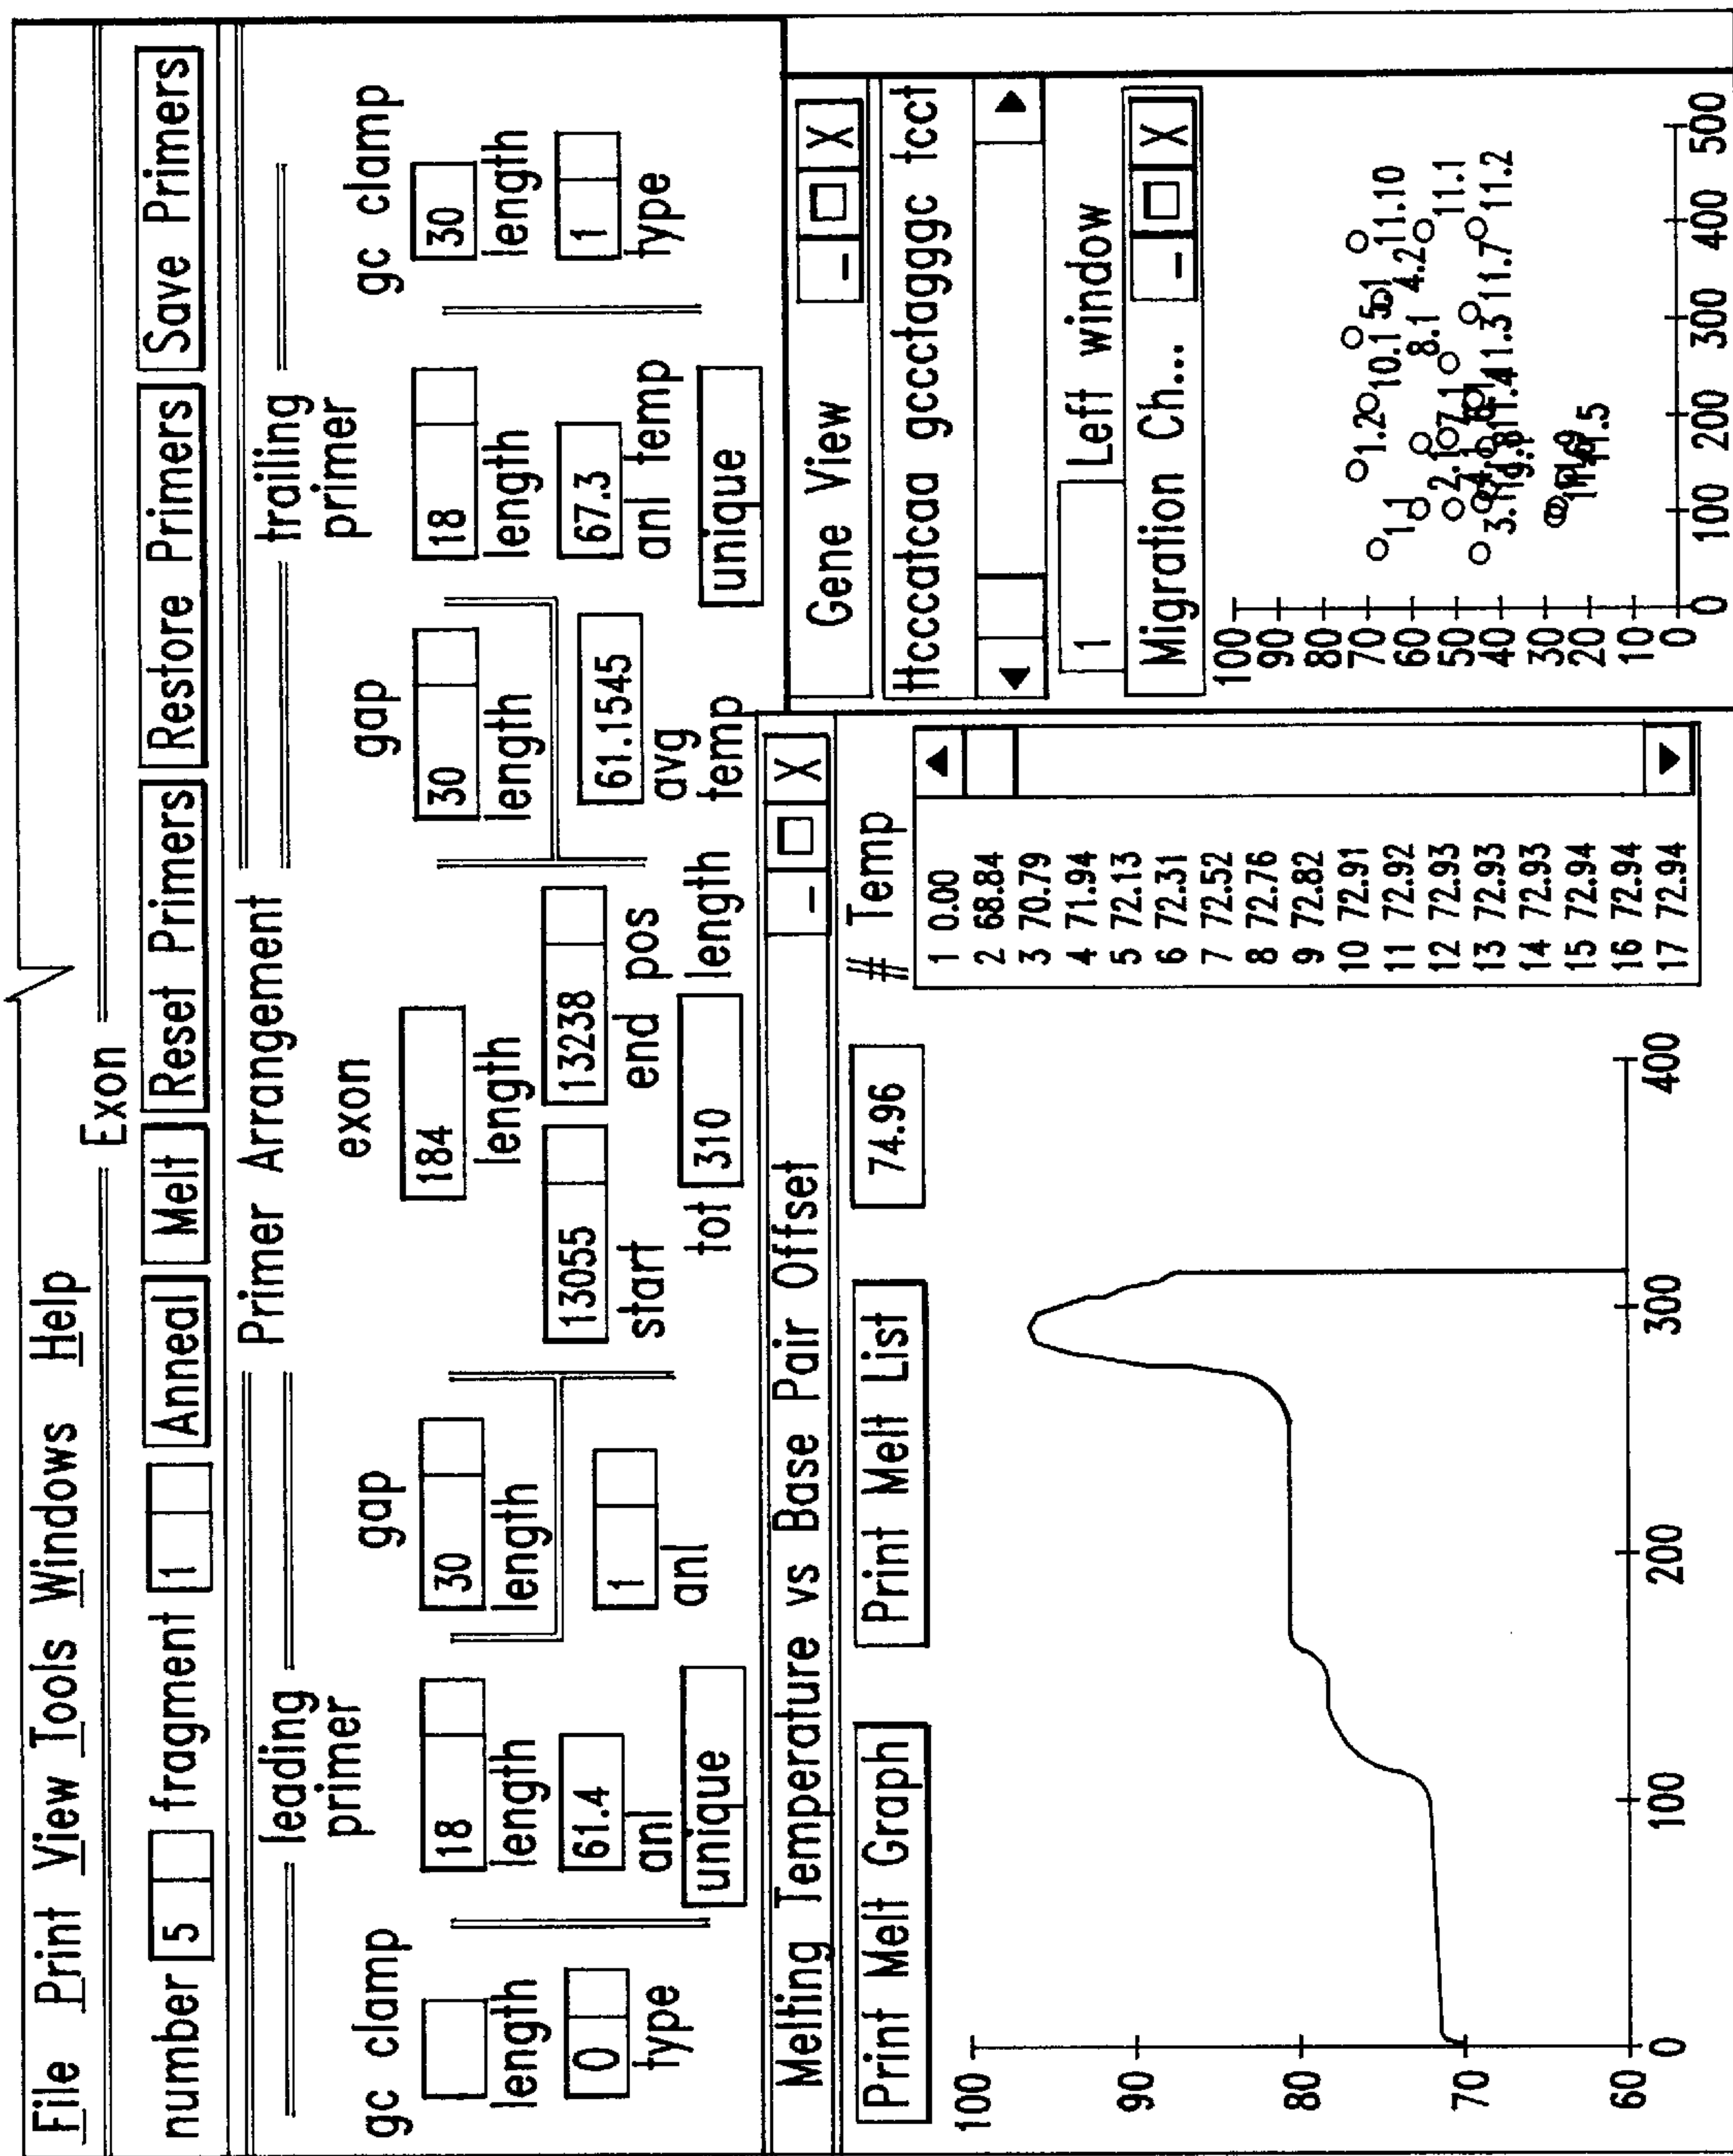 File Print View Tools Windows Help
Exon
number 5 fragment 1 Anneal Melt Reset Primers Restore Primers Save Primers
Primer Arrangement
leading primer
trailing primer
gc clamp
gap
exon
gap
gc clamp
length
18 length
30 length
184 length
30 length
18 length
30 length
0 type
61.4 anl
1 anl
13055 start
13238 end pos
61.1545 avg temp
67.3 anl temp
1 type
unique
tot 310 length
unique
Melting Temperature vs Base Pair Offset - X
Print Melt Graph Print Melt List 74.96
# Temp
1 0.00
2 68.84
3 70.79
4 71.94
5 72.13
6 72.31
7 72.52
8 72.76
9 72.82
10 72.91
11 72.92
12 72.93
13 72.93
14 72.93
15 72.94
16 72.94
17 72.94
100
90
80
70
60
0 100 200 300 400
Gene View - X
ttcccatcaa gccctagggc tcct
1 Left window
Migration Ch... - X
100
90
80
70
60
50
40
30
20
10
0
0 100 200 300 400 500
1.1
1.2
10.1
5.1
4.2
11.10
2.1
7.1
8.1
11.1
11.3
11.7
11.2
11.4
11.5